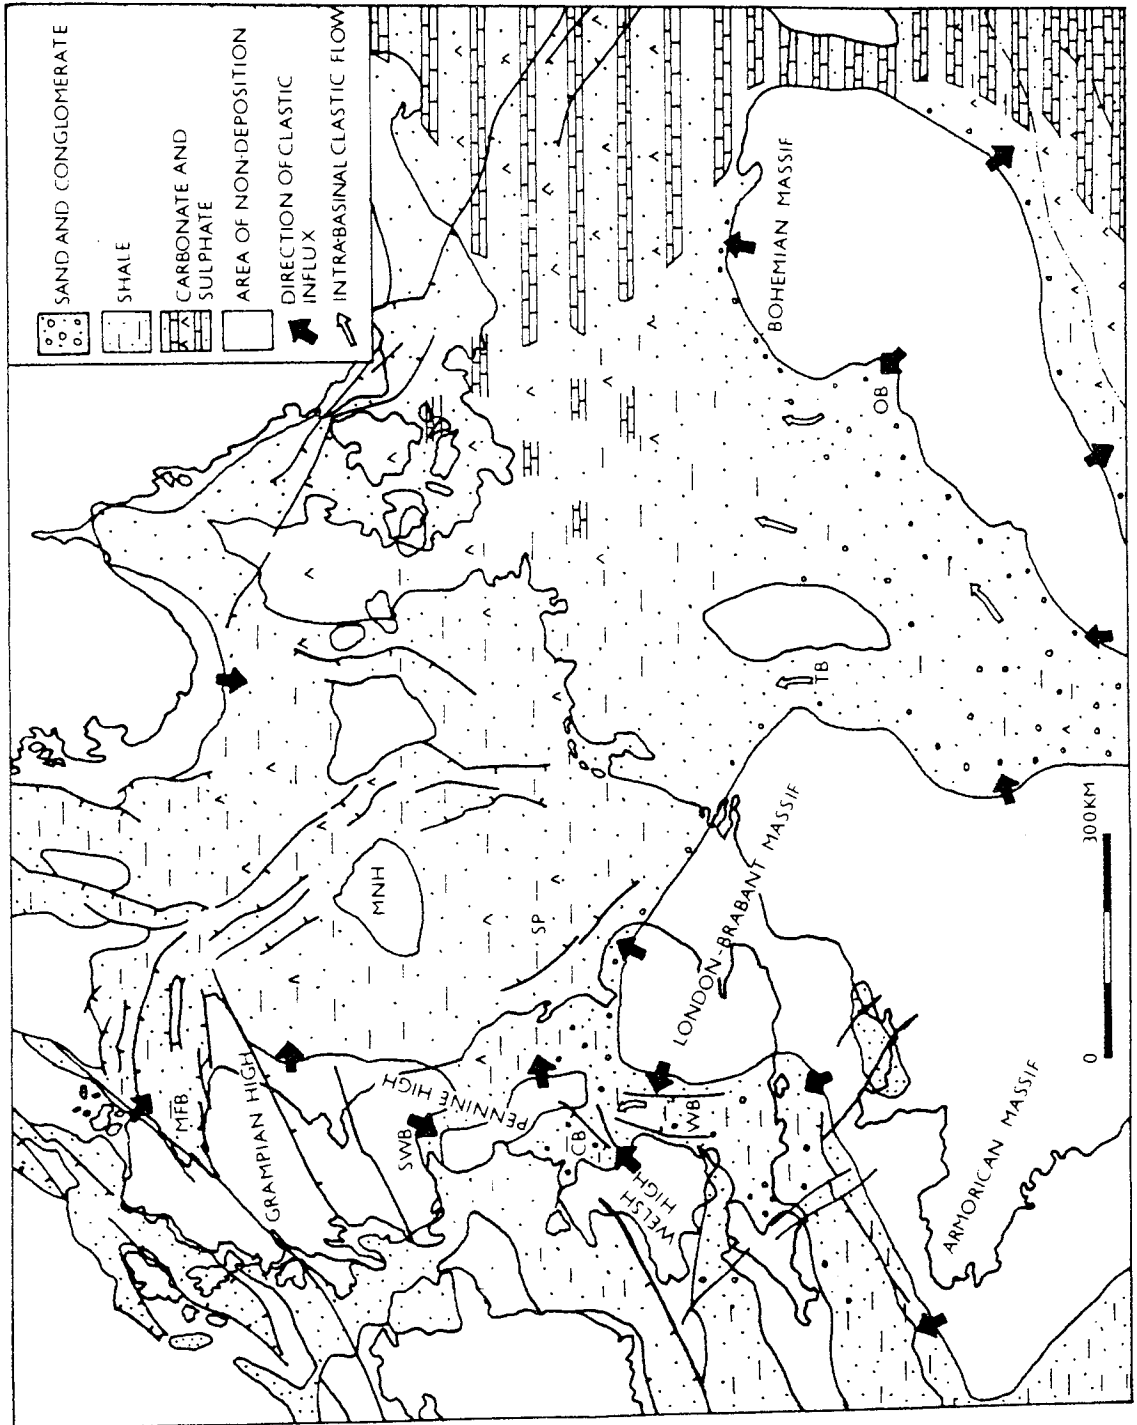 SAND AND CONGLOMERATE
SHALE
CARBONATE AND
SULPHATE
AREA OF NON-DEPOSITION
DIRECTION OF CLASTIC
INFLUX
INTRA-BASINAL CLASTIC FLOW
MFB
GRAMPIAN HIGH
MNH
SWB
PENNINE HIGH
SP
CB
WELSH
HIGH
WB
LONDON-BRABANT MASSIF
TB
OB
BOHEMIAN MASSIF
ARMORICAN MASSIF
0
300KM